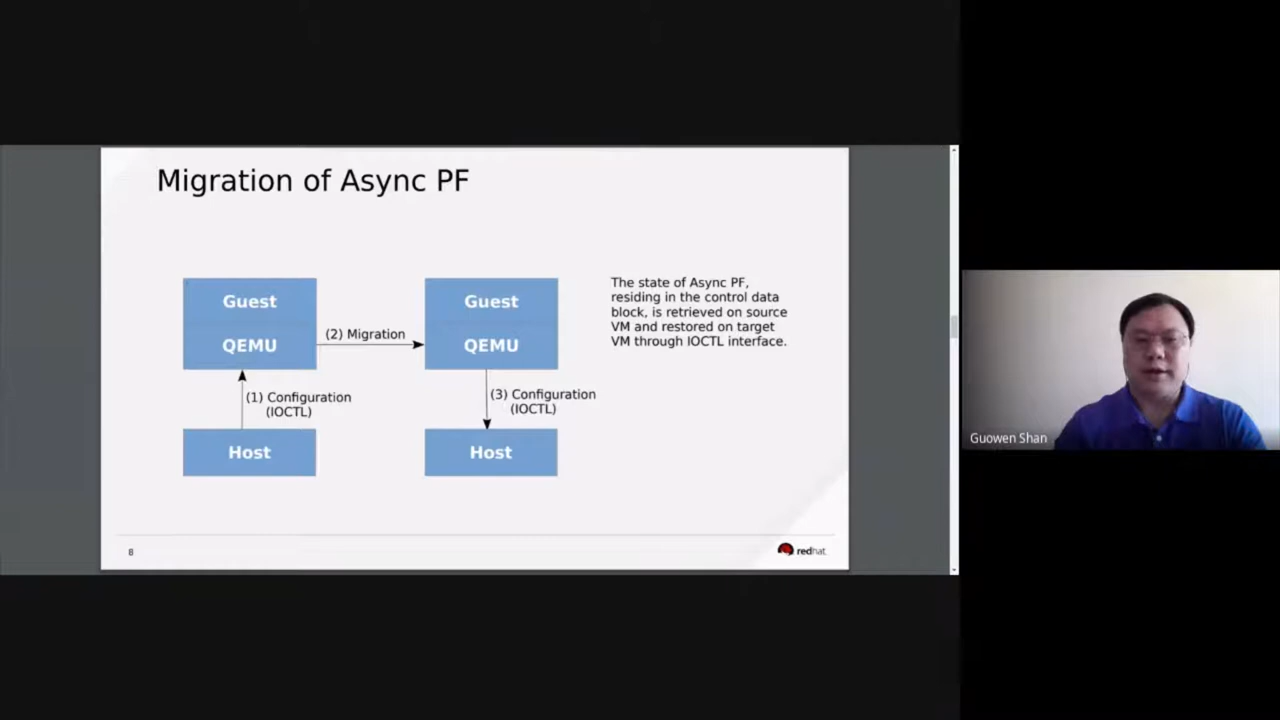 Migration of Async PF
Guest
QEMU
(2) Migration
Guest
QEMU
(1) Configuration
(IOCTL)
(3) Configuration
(IOCTL)
Host
Host
The state of Async PF,
residing in the control data
block, is retrieved on source
VM and restored on target
VM through IOCTL interface.
8
redhat.
Guowen Shan